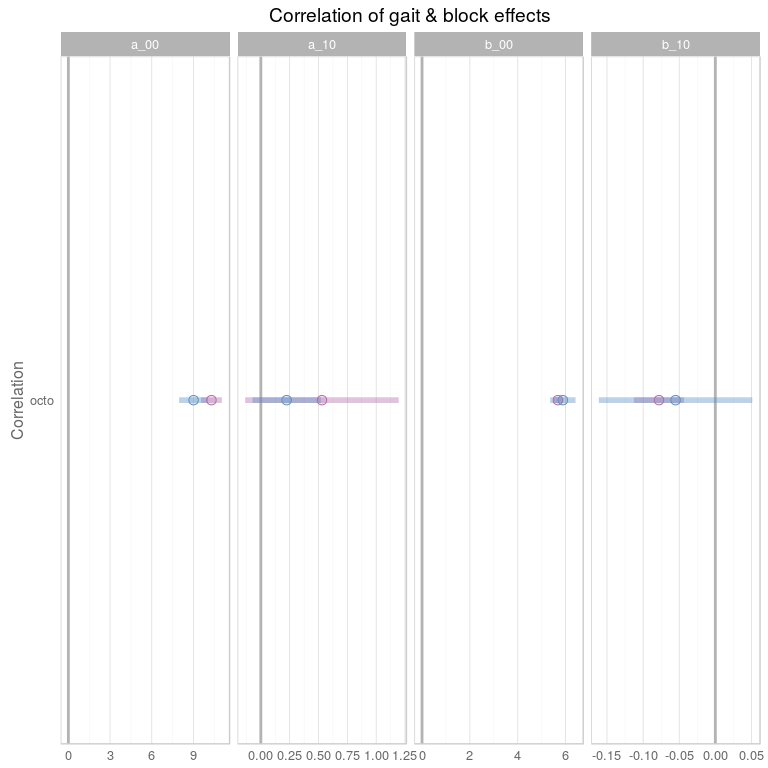 Correlation of gait & block effects
a_00 a_10 b_00 b_10
Correlation
octo
0 3 6 9 0.00 0.25 0.50 0.75 1.00 1.25 0 2 4 6 -0.15 -0.10 -0.05 0.00 0.05